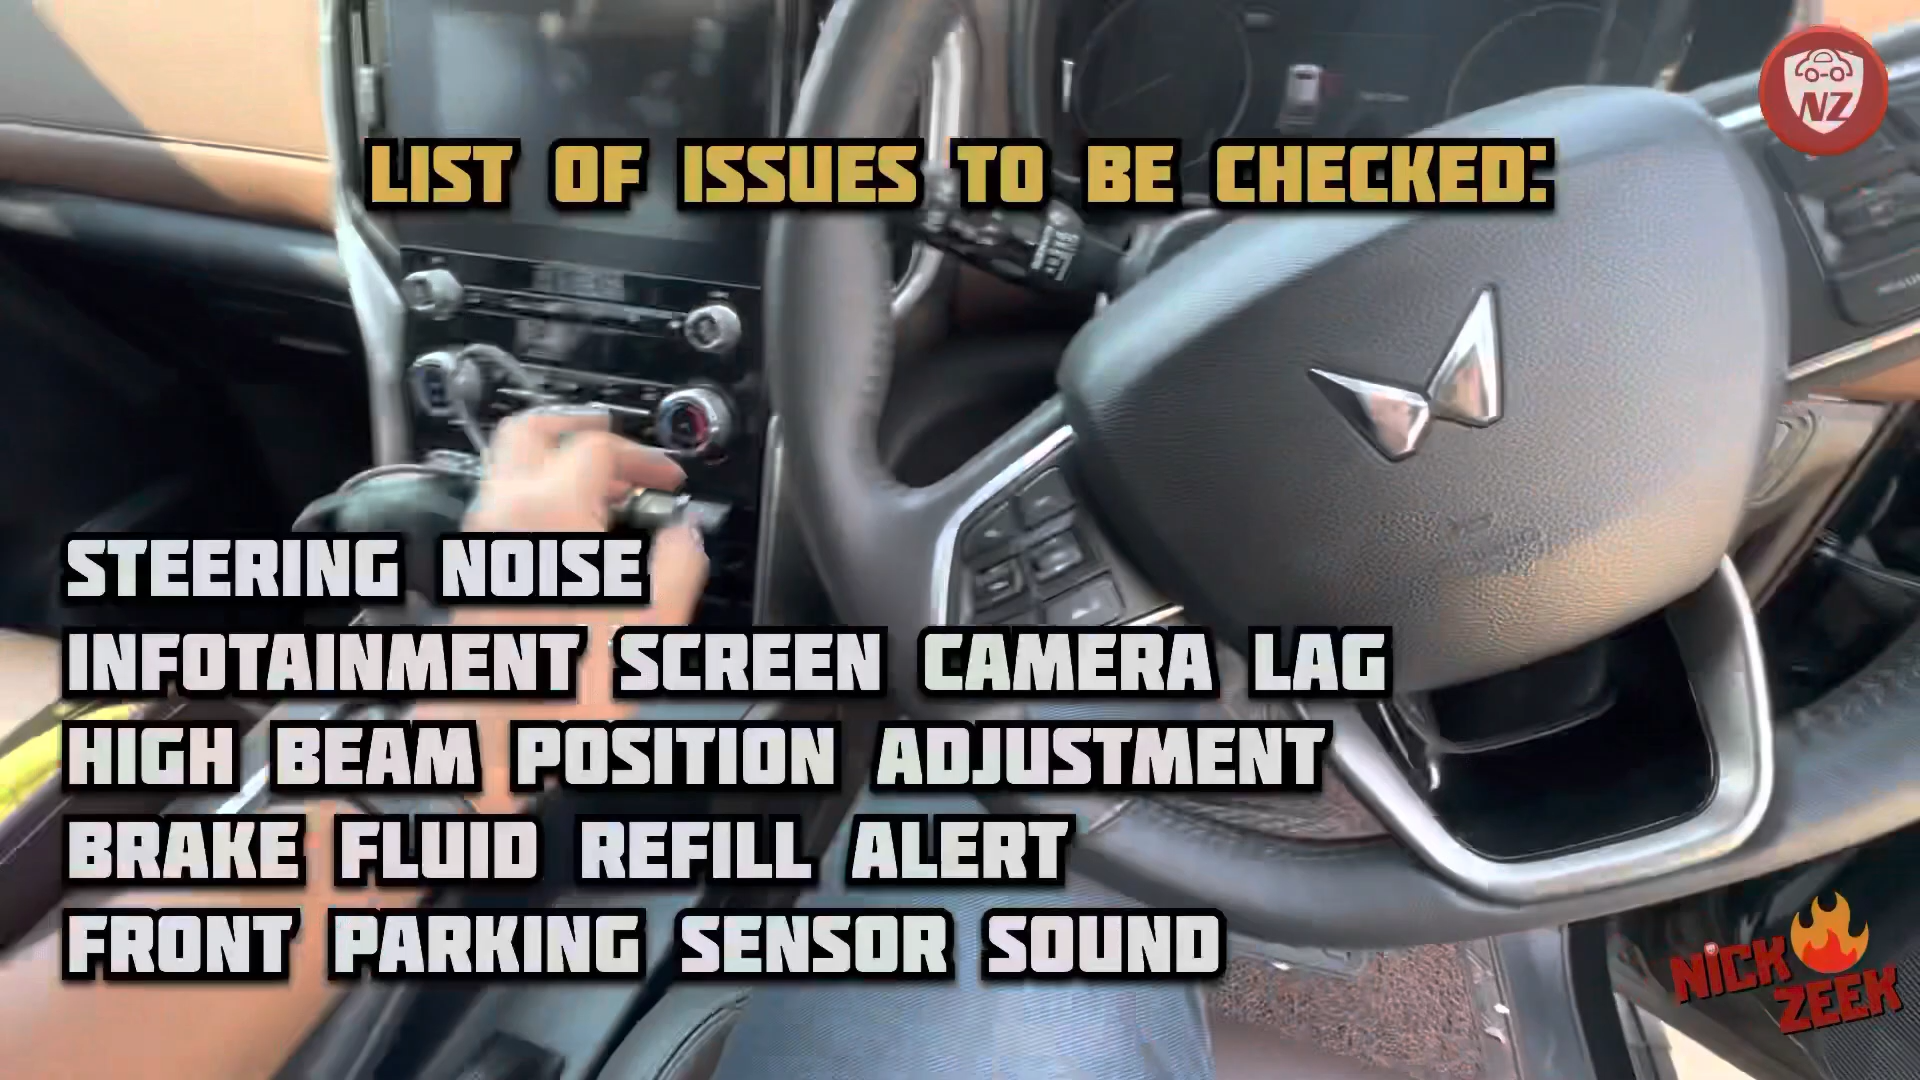 NZ
LIST OF ISSUES TO BE CHECKED:
STEERING NOISE
INFOTAINMENT SCREEN CAMERA LAG
HIGH BEAM POSITION ADJUSTMENT
BRAKE FLUID REFILL ALERT
FRONT PARKING SENSOR SOUND
NICK
ZEEK